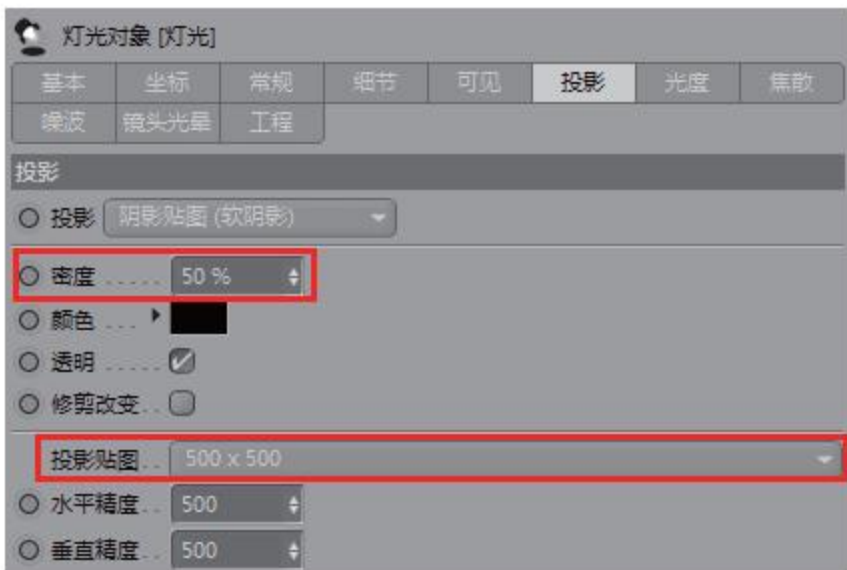 灯光对象 [灯光]
基本 坐标 常规 细节 可见 投影 光度 焦散
噪波 镜头光晕 工程
投影
投影 阴影贴图 (软阴影)
密度 ..... 50 %
颜色 ...
透明 .....
修剪改变 ..
投影贴图 .. 500 x 500
水平精度 .. 500
垂直精度 .. 500